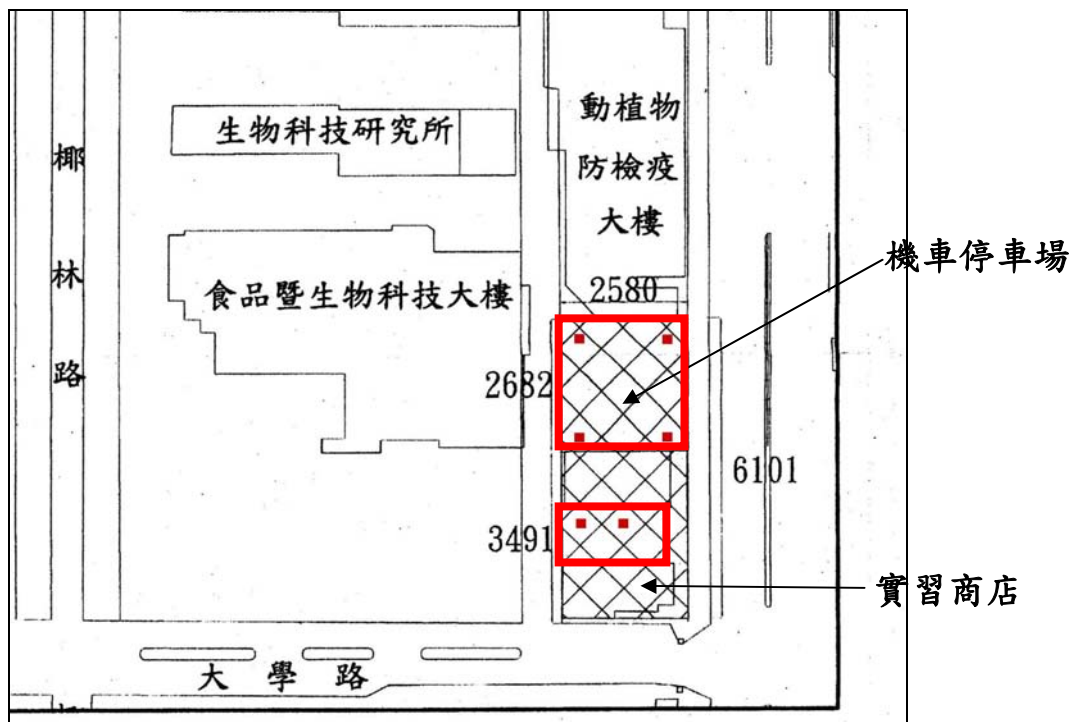 動植物
防檢疫
大樓
生物科技研究所
椰林路
食品暨生物科技大樓
機車停車場
2580
2682
6101
3491
實習商店
大學路